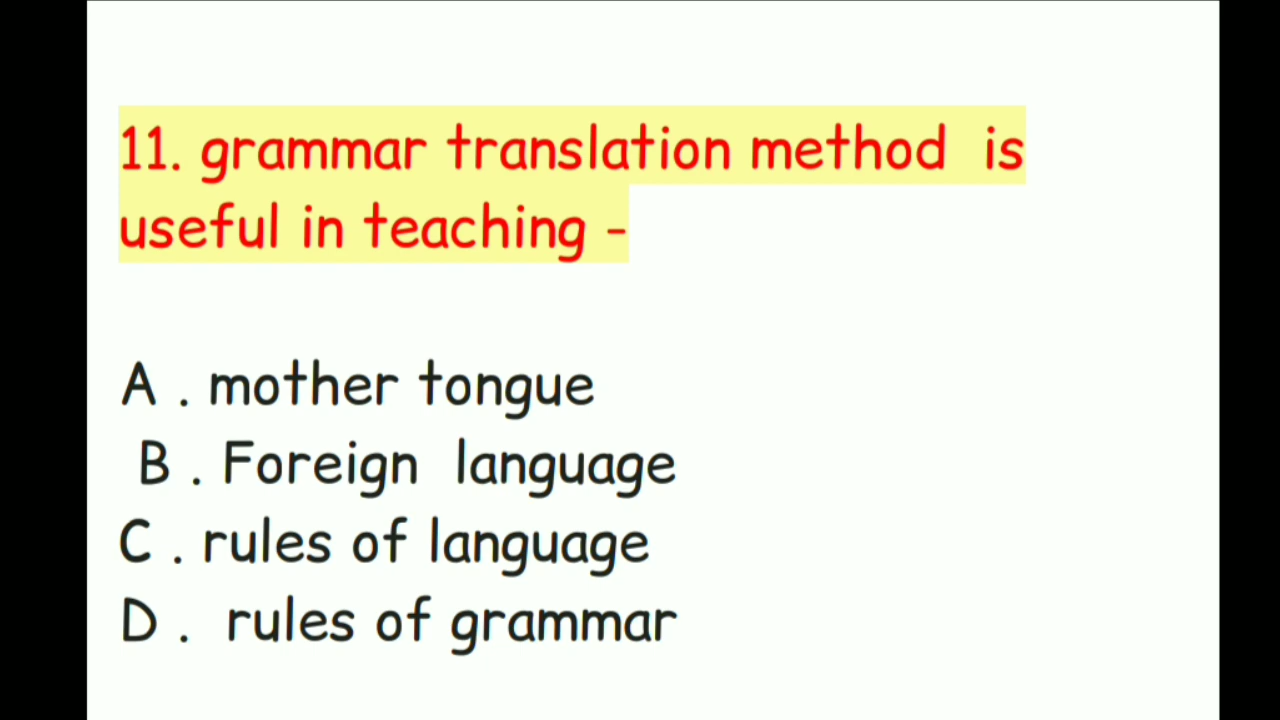 11. grammar translation method  is
useful in teaching -
A . mother tongue
B . Foreign  language
C . rules of language
D .  rules of grammar